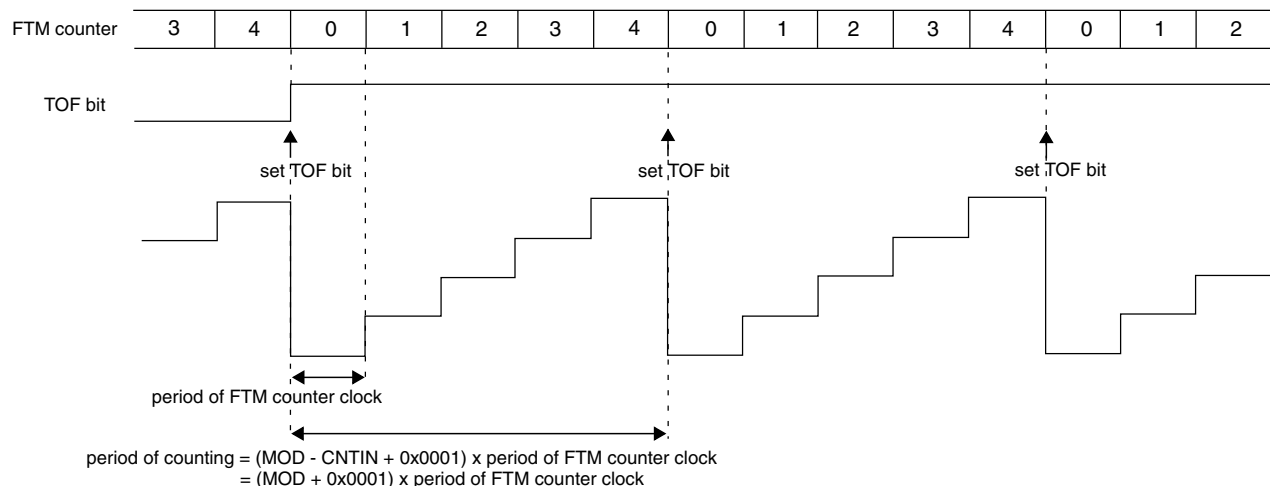 FTM counter 3 4 0 1 2 3 4 0 1 2 3 4 0 1 2
TOF bit
set TOF bit set TOF bit set TOF bit
period of FTM counter clock
period of counting = (MOD - CNTIN + 0x0001) x period of FTM counter clock
= (MOD + 0x0001) x period of FTM counter clock